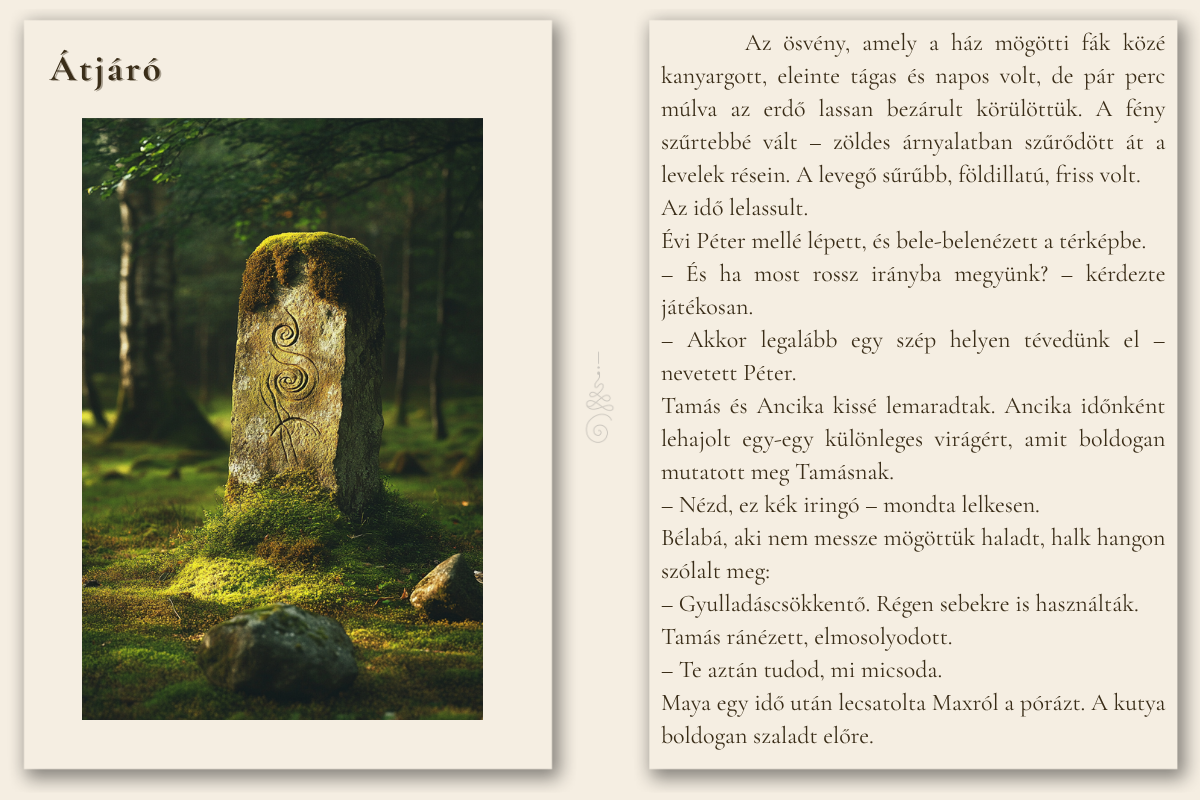 Átjáró
Az ösvény, amely a ház mögötti fák közé
kanyargott, eleinte tágas és napos volt, de pár perc
múlva az erdő lassan bezárult körülöttük. A fény
szűrtebbé vált – zöldes árnyalatban szűrődött át a
levelek résein. A levegő sűrűbb, földillatú, friss volt.
Az idő lelassult.
Évi Péter mellé lépett, és bele-belenézett a térképbe.
– És ha most rossz irányba megyünk? – kérdezte
játékosan.
– Akkor legalább egy szép helyen tévedünk el –
nevetett Péter.
Tamás és Ancika kissé lemaradtak. Ancika időnként
lehajolt egy-egy különleges virágért, amit boldogan
mutatott meg Tamásnak.
– Nézd, ez kék iringó – mondta lelkesen.
Bélabá, aki nem messze mögöttük haladt, halk hangon
szólalt meg:
– Gyulladáscsökkentő. Régen sebekre is használták.
Tamás ránézett, elmosolyodott.
– Te aztán tudod, mi micsoda.
Maya egy idő után lecsatolta Maxról a pórázt. A kutya
boldogan szaladt előre.